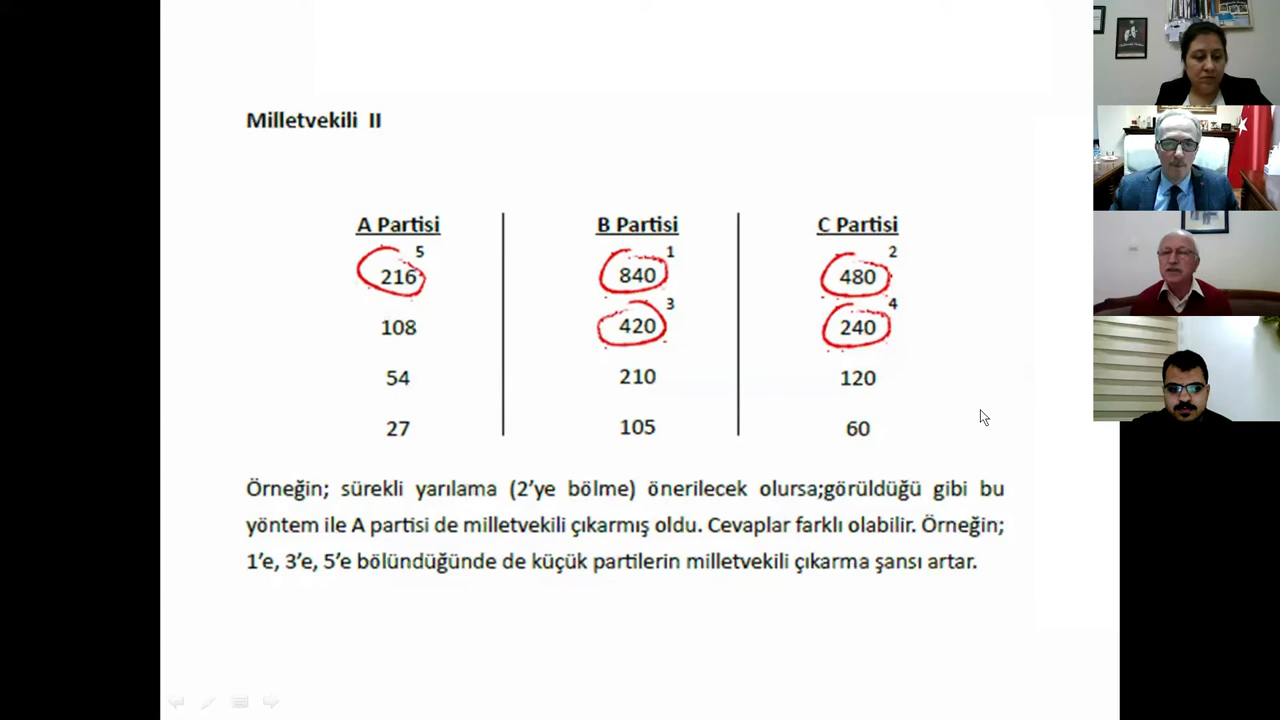 Milletvekili II
A Partisi B Partisi C Partisi
5 1 2
216 840 480
3 4
108 420 240
54 210 120
27 105 60
Örneğin; sürekli yarılama (2’ye bölme) önerilecek olursa;görüldüğü gibi bu
yöntem ile A partisi de milletvekili çıkarmış oldu. Cevaplar farklı olabilir. Örneğin;
1’e, 3’e, 5’e bölündüğünde de küçük partilerin milletvekili çıkarma şansı artar.